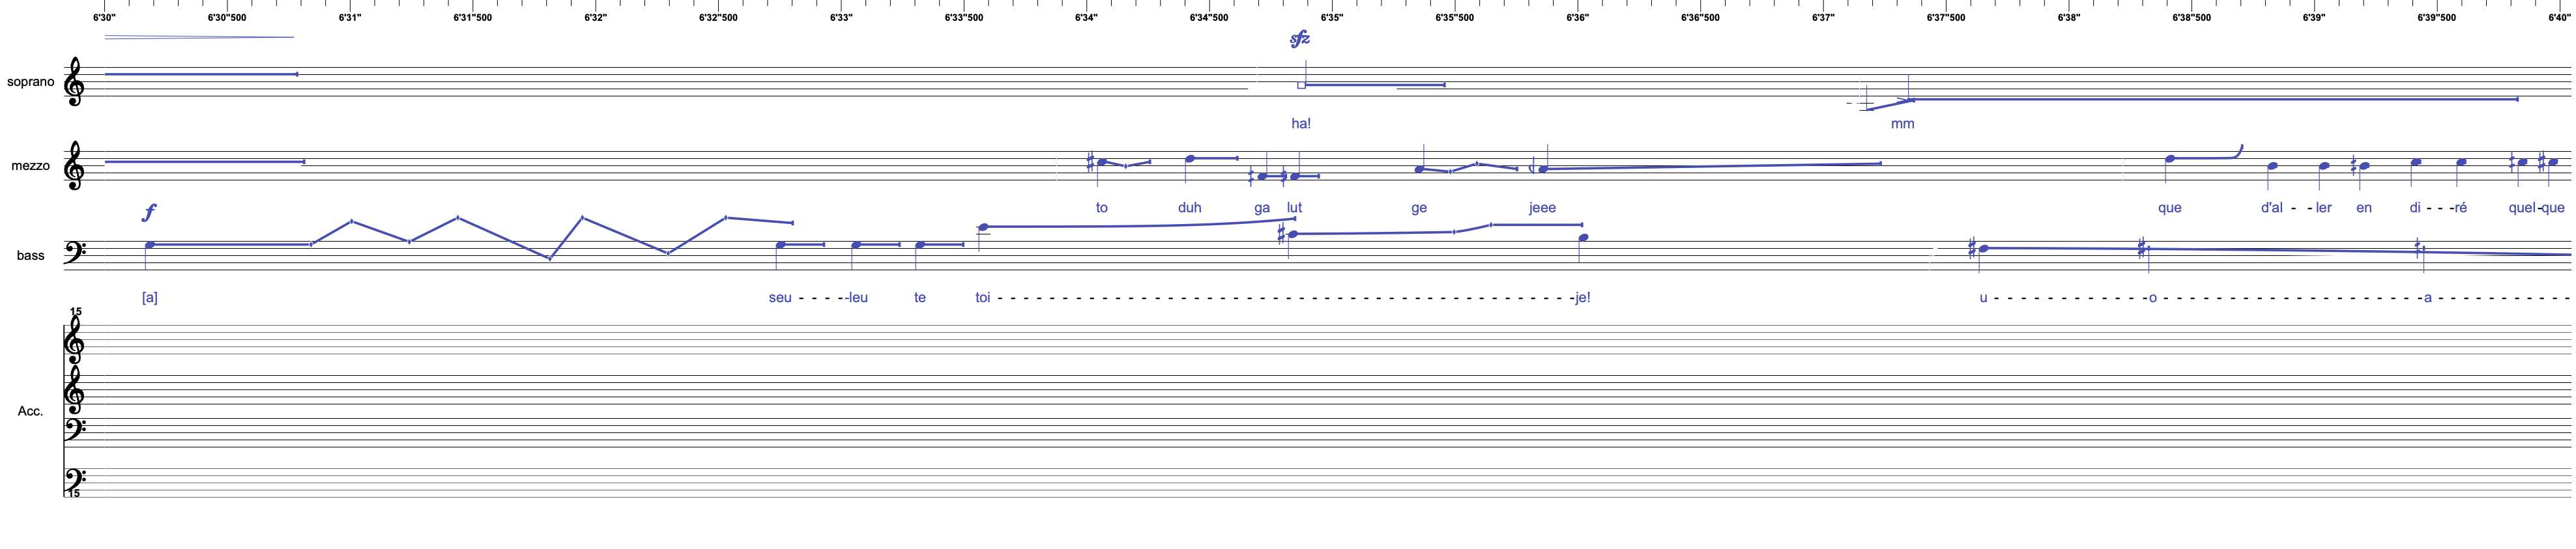 6'30" 6'30"500 6'31" 6'31"500 6'32" 6'32"500 6'33" 6'33"500 6'34" 6'34"500 6'35" 6'35"500 6'36" 6'36"500 6'37" 6'37"500 6'38" 6'38"500 6'39" 6'39"500 6'40"
sfz
soprano
ha! mm
mezzo
to duh ga lut ge jeee que d'al - - ler en di - - -ré quel-que
f
bass
[a] seu - - - --leu te toi - - - - - - - - - - - - - - - - - - - - - - - - - - - - - - - - - - - - - - - - - - -je! u - - - - - - - - - - - -o - - - - - - - - - - - - - - - - - - - -a - - - - - - - - - -
15
Acc.
15